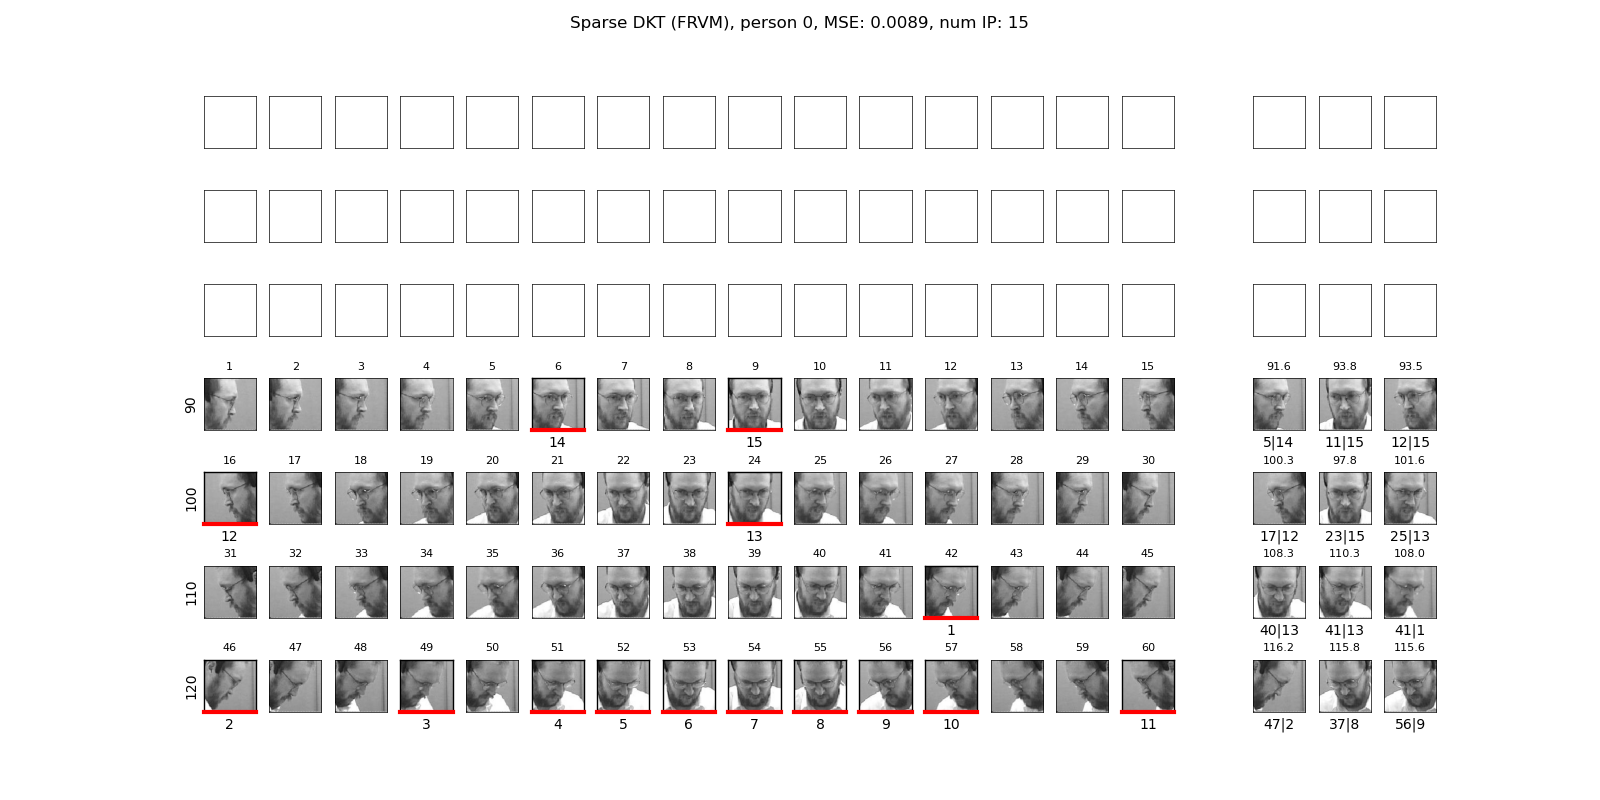 Sparse DKT (FRVM), person 0, MSE: 0.0089, num IP: 15
1 2 3 4 5 6 7 8 9 10 11 12 13 14 15 91.6 93.8 93.5
90
14 15 5|14 11|15 12|15
16 17 18 19 20 21 22 23 24 25 26 27 28 29 30 100.3 97.8 101.6
100
12 13 17|12 23|15 25|13
31 32 33 34 35 36 37 38 39 40 41 42 43 44 45 108.3 110.3 108.0
110
1 40|13 41|13 41|1
46 47 48 49 50 51 52 53 54 55 56 57 58 59 60 116.2 115.8 115.6
120
2 3 4 5 6 7 8 9 10 11 47|2 37|8 56|9